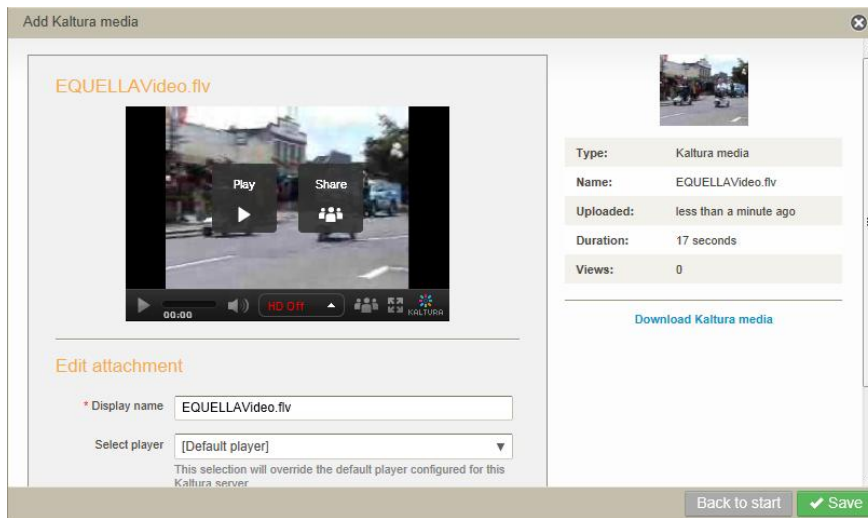 Add Kaltura media
EQUELLAVideo.flv
Play
Share
00:00
HD Off
KALTURA
Edit attachment
* Display name
EQUELLAVideo.flv
Select player
[Default player]
This selection will override the default player configured for this
Kaltura server
Type: Kaltura media
Name: EQUELLAVideo.flv
Uploaded: less than a minute ago
Duration: 17 seconds
Views: 0
Download Kaltura media
Back to start
Save